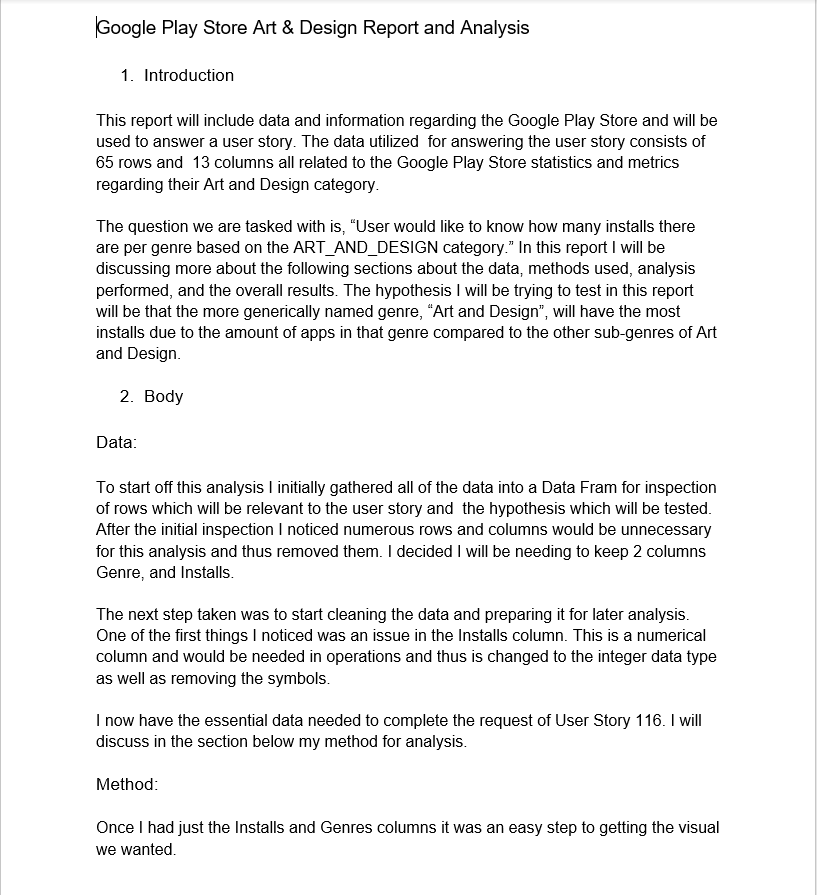 Google Play Store Art & Design Report and Analysis
1. Introduction
This report will include data and information regarding the Google Play Store and will be
used to answer a user story. The data utilized  for answering the user story consists of
65 rows and  13 columns all related to the Google Play Store statistics and metrics
regarding their Art and Design category.
The question we are tasked with is, “User would like to know how many installs there
are per genre based on the ART_AND_DESIGN category.” In this report I will be
discussing more about the following sections about the data, methods used, analysis
performed, and the overall results. The hypothesis I will be trying to test in this report
will be that the more generically named genre, “Art and Design”, will have the most
installs due to the amount of apps in that genre compared to the other sub-genres of Art
and Design.
2. Body
Data:
To start off this analysis I initially gathered all of the data into a Data Fram for inspection
of rows which will be relevant to the user story and  the hypothesis which will be tested.
After the initial inspection I noticed numerous rows and columns would be unnecessary
for this analysis and thus removed them. I decided I will be needing to keep 2 columns
Genre, and Installs.
The next step taken was to start cleaning the data and preparing it for later analysis.
One of the first things I noticed was an issue in the Installs column. This is a numerical
column and would be needed in operations and thus is changed to the integer data type
as well as removing the symbols.
I now have the essential data needed to complete the request of User Story 116. I will
discuss in the section below my method for analysis.
Method:
Once I had just the Installs and Genres columns it was an easy step to getting the visual
we wanted.